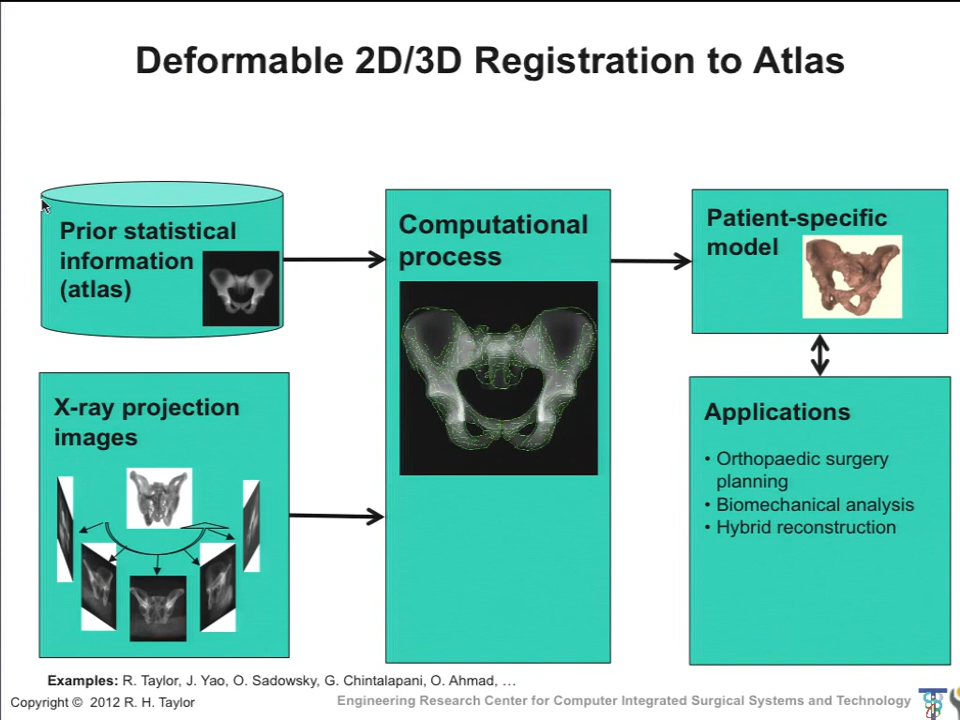 Deformable 2D/3D Registration to Atlas
Prior statistical
information
(atlas)
X-ray projection
images
Computational
process
Patient-specific
model
Applications
• Orthopaedic surgery
planning
• Biomechanical analysis
• Hybrid reconstruction
Examples: R. Taylor, J. Yao, O. Sadowsky, G. Chintalapani, O. Ahmad, …
Copyright © 2012 R. H. Taylor
Engineering Research Center for Computer Integrated Surgical Systems and Technology